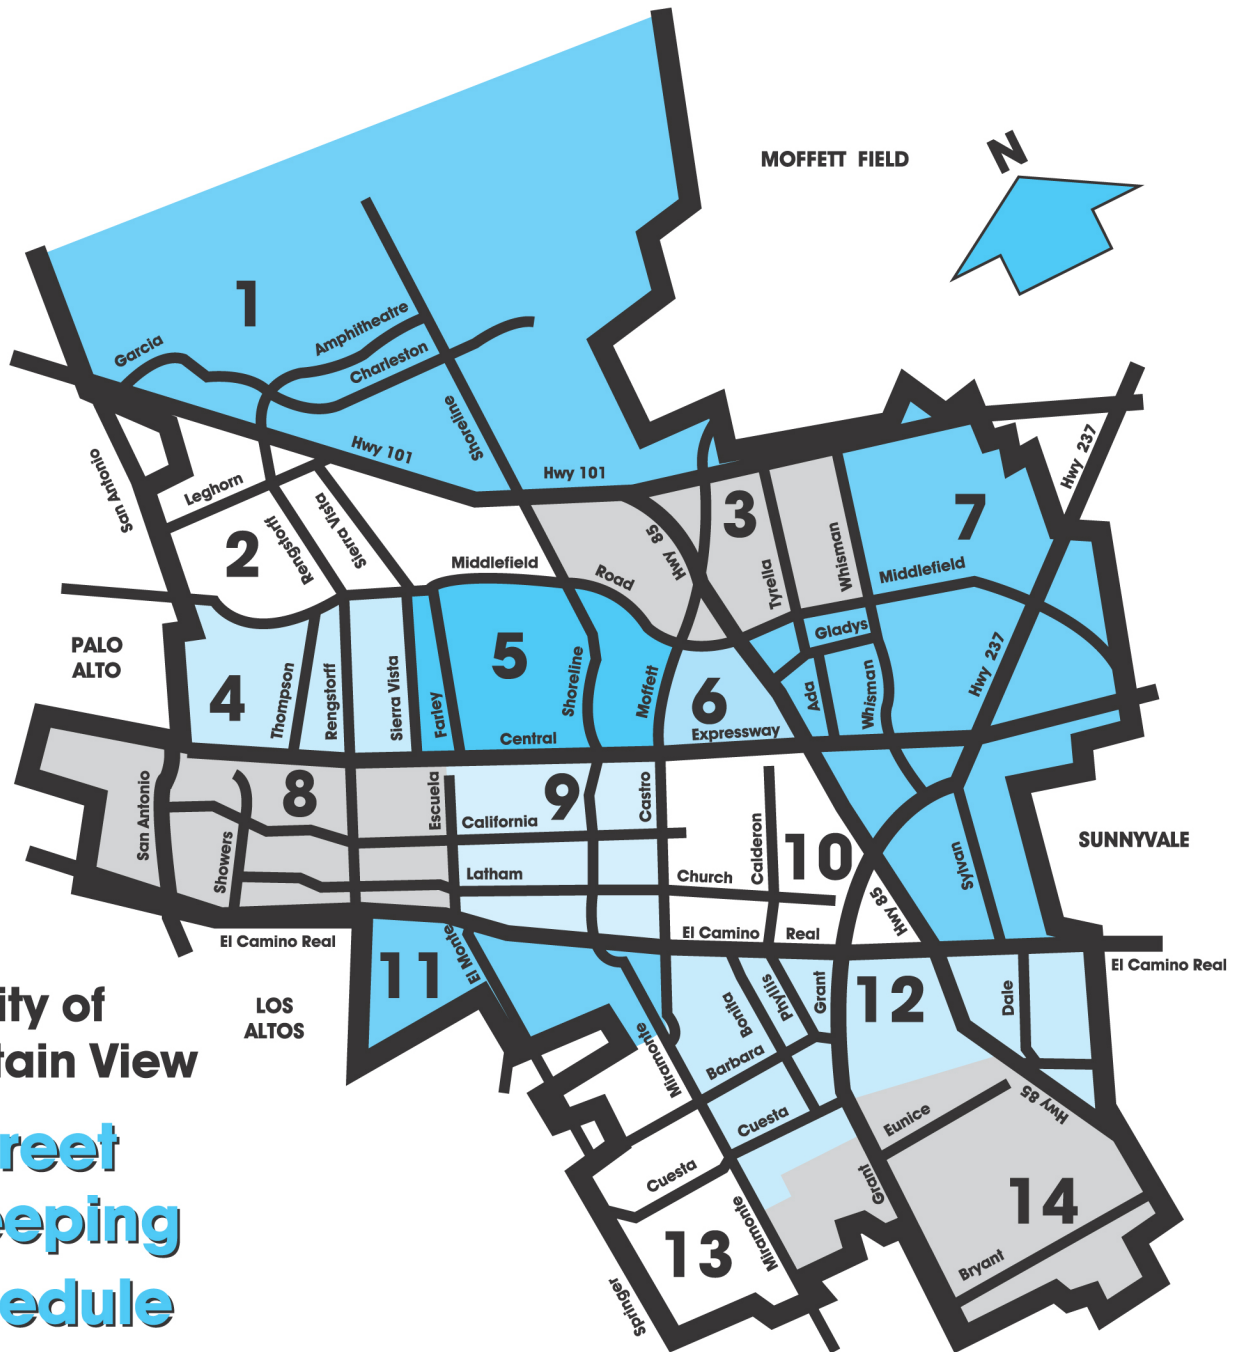 MOFFETT FIELD
N
1
Garcia
Amphitheatre
Charleston
Shoreline
Hwy 101
Hwy 101
San Antonio
Leghorn
Rengstorff
Sierra Vista
2
Middlefield
Road
Hwy 85
3
Tyrella
Whisman
7
Middlefield
Hwy 237
Gladys
PALO
ALTO
4
Thompson
Rengstorff
Sierra Vista
Farley
5
Shoreline
Moffett
6
Ada
Whisman
Hwy 237
Central
Expressway
San Antonio
8
Showers
Escuela
9
California
Castro
Latham
Church
Calderon
10
Hwy 85
Sylvan
SUNNYVALE
El Camino Real
El Camino
Real
El Camino Real
11
El Monte
LOS
ALTOS
12
Bonita
Phyllis
Grant
Dale
Miramonte
Barbara
Cuesta
Eunice
Hwy 85
Cuesta
Grant
14
13
Miramonte
Springer
Bryant
ity of
tain View
reet
eeping
edule